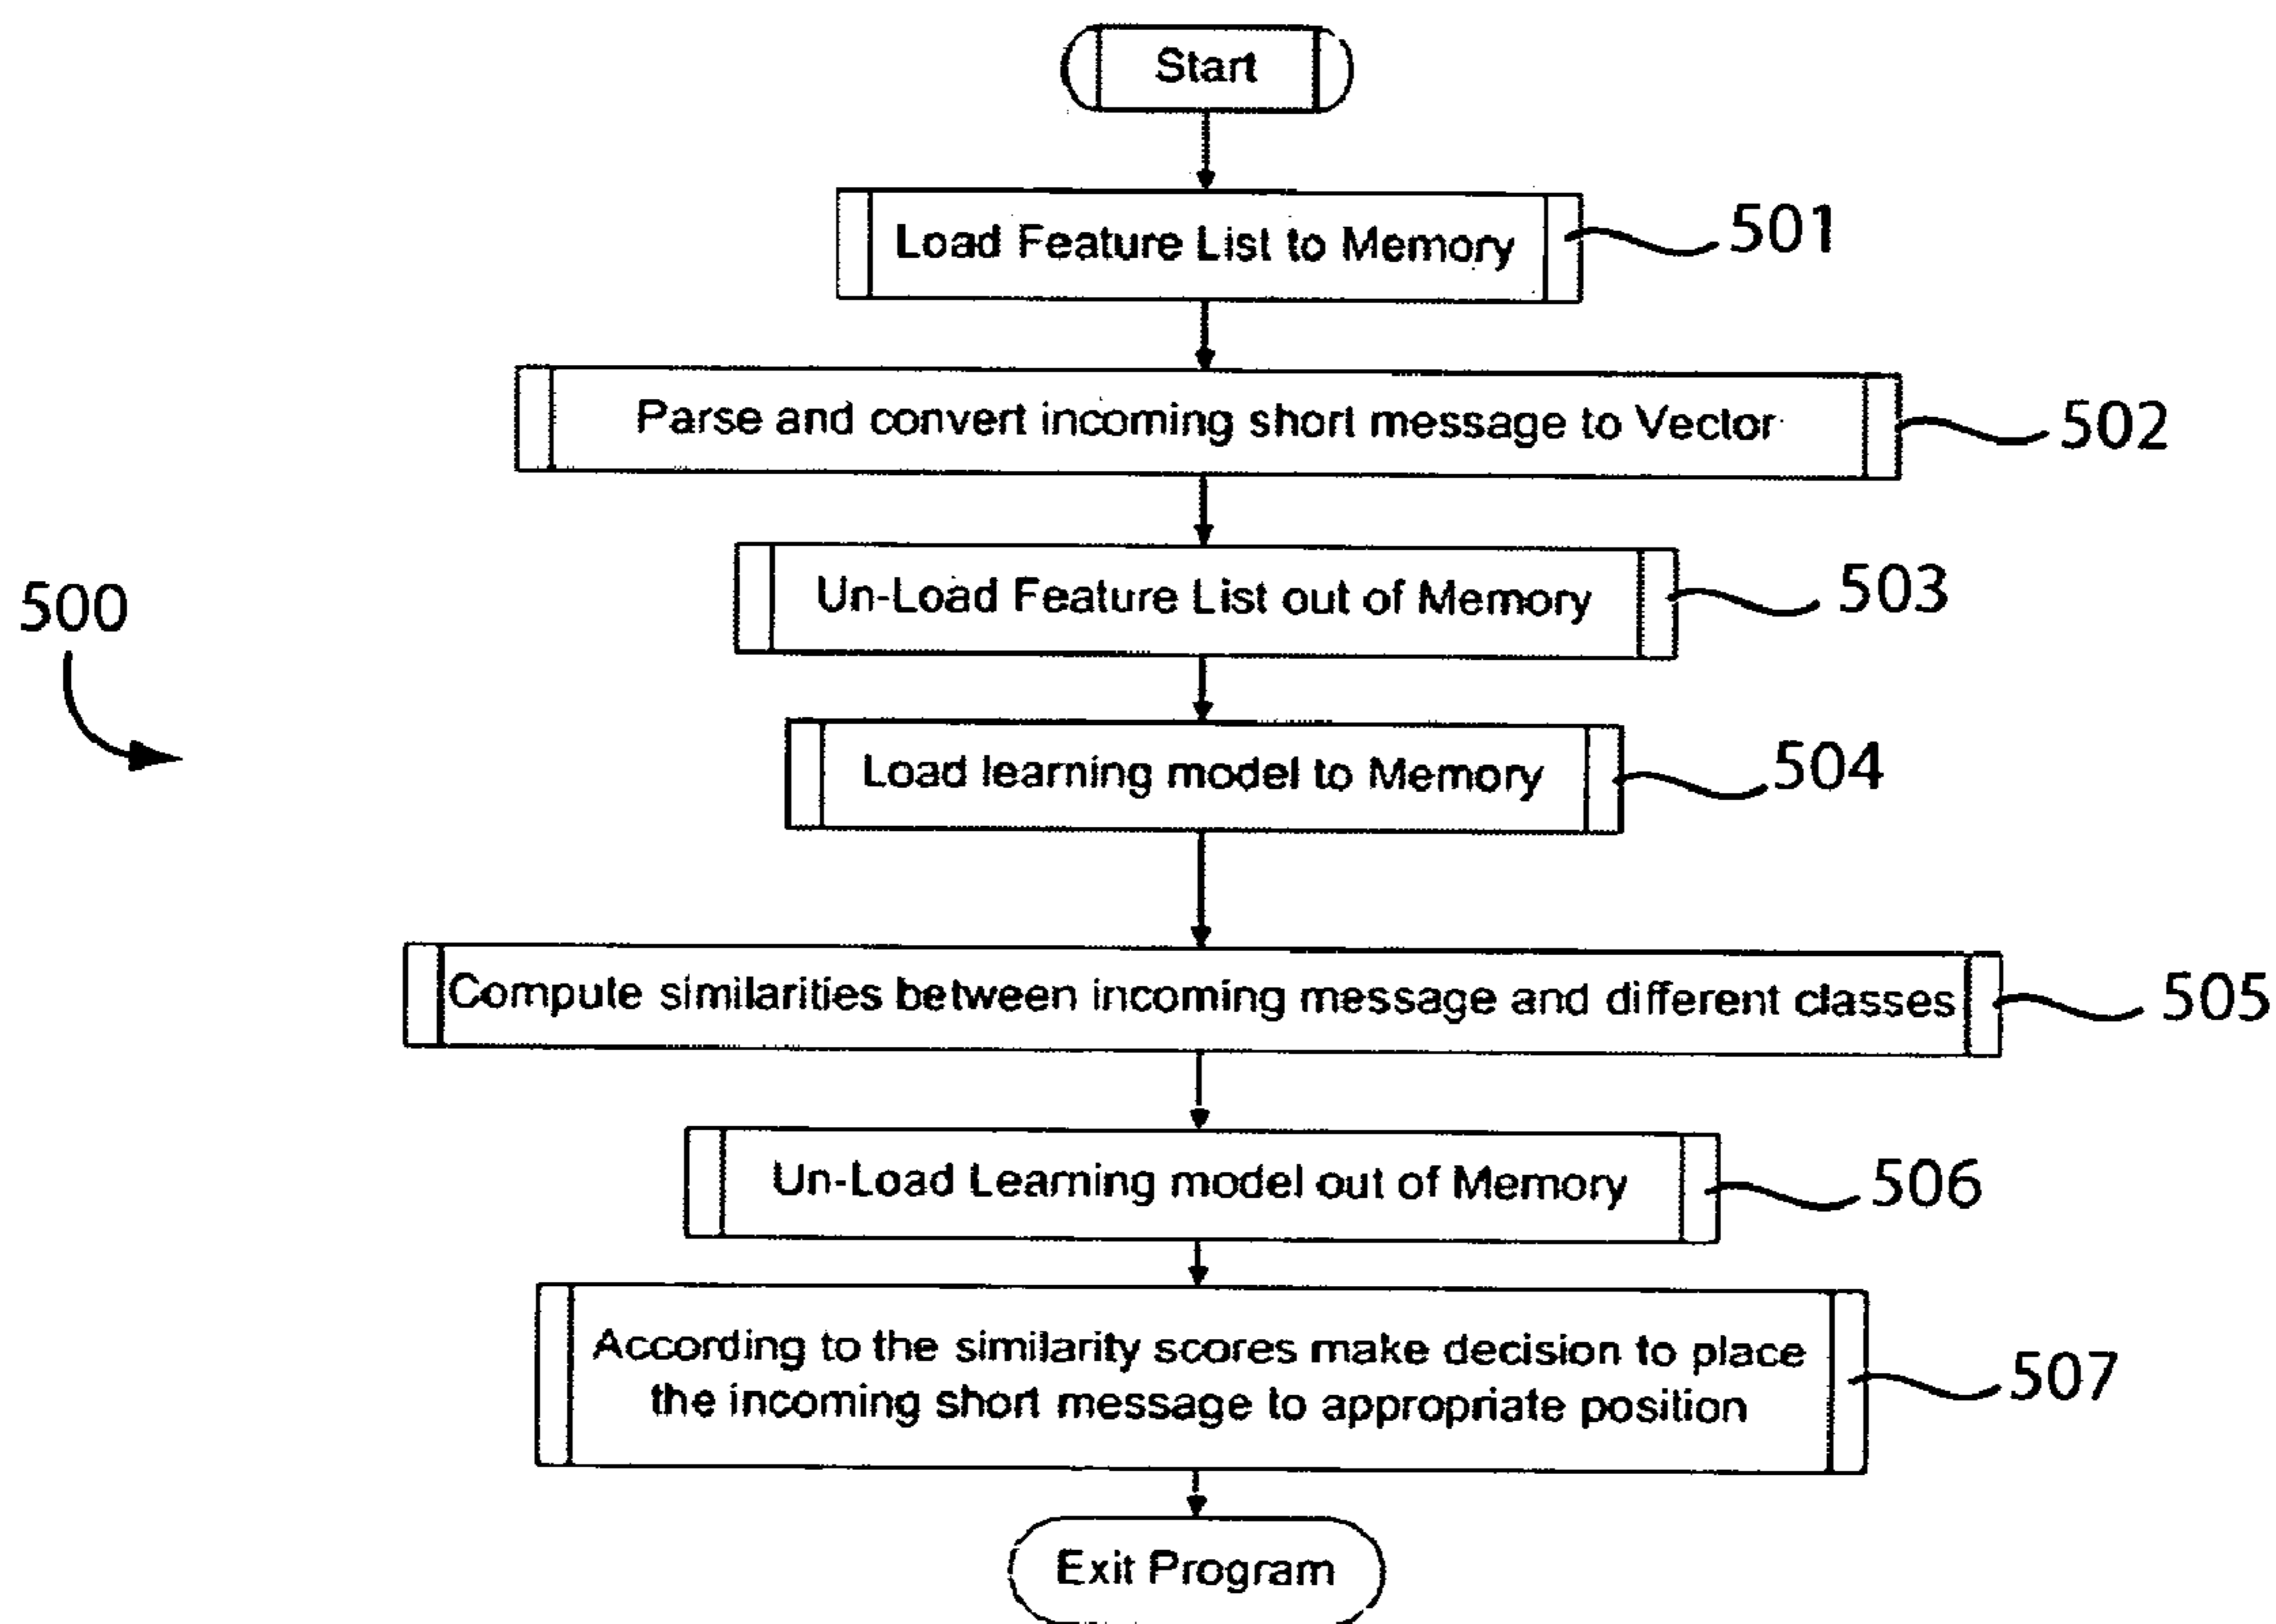 Start
Load Feature List to Memory
501
Parse and convert incoming short message to Vector
502
Un-Load Feature List out of Memory
503
500
Load learning model to Memory
504
Compute similarities between incoming message and different classes
505
Un-Load Learning model out of Memory
506
According to the similarity scores make decision to place
the incoming short message to appropriate position
507
Exit Program